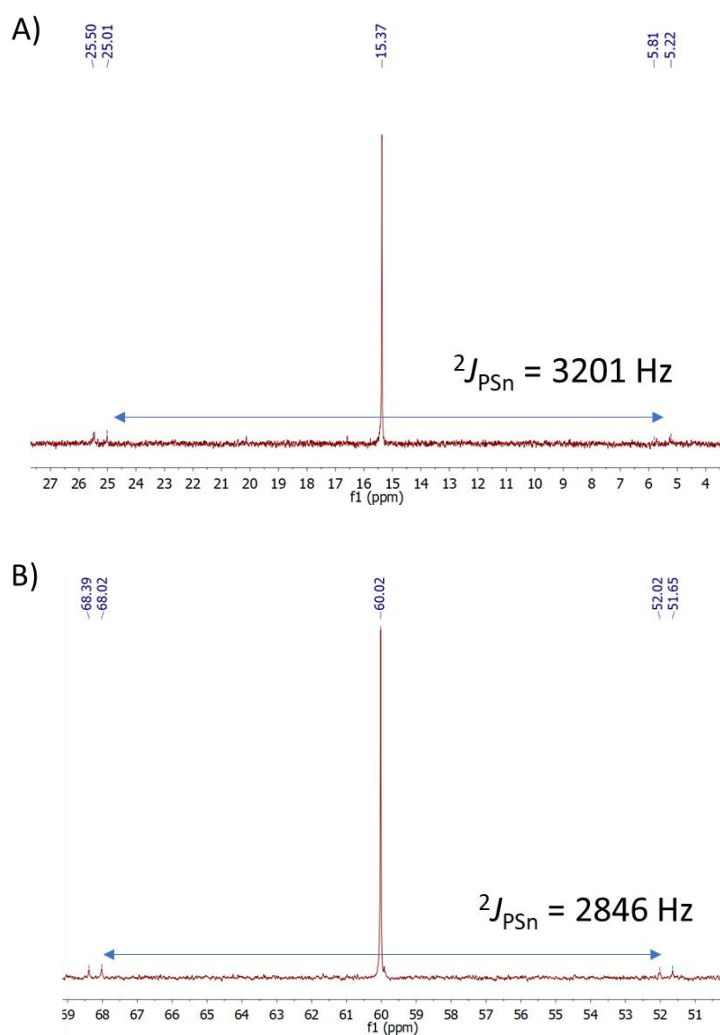 A)
25.50
25.01
15.37
5.81
5.22
²J_PSn = 3201 Hz
27 26 25 24 23 22 21 20 19 18 17 16 15 14 13 12 11 10 9 8 7 6 5 4
f1 (ppm)
B)
68.39
68.02
60.02
52.02
51.65
²J_PSn = 2846 Hz
69 68 67 66 65 64 63 62 61 60 59 58 57 56 55 54 53 52 51
f1 (ppm)